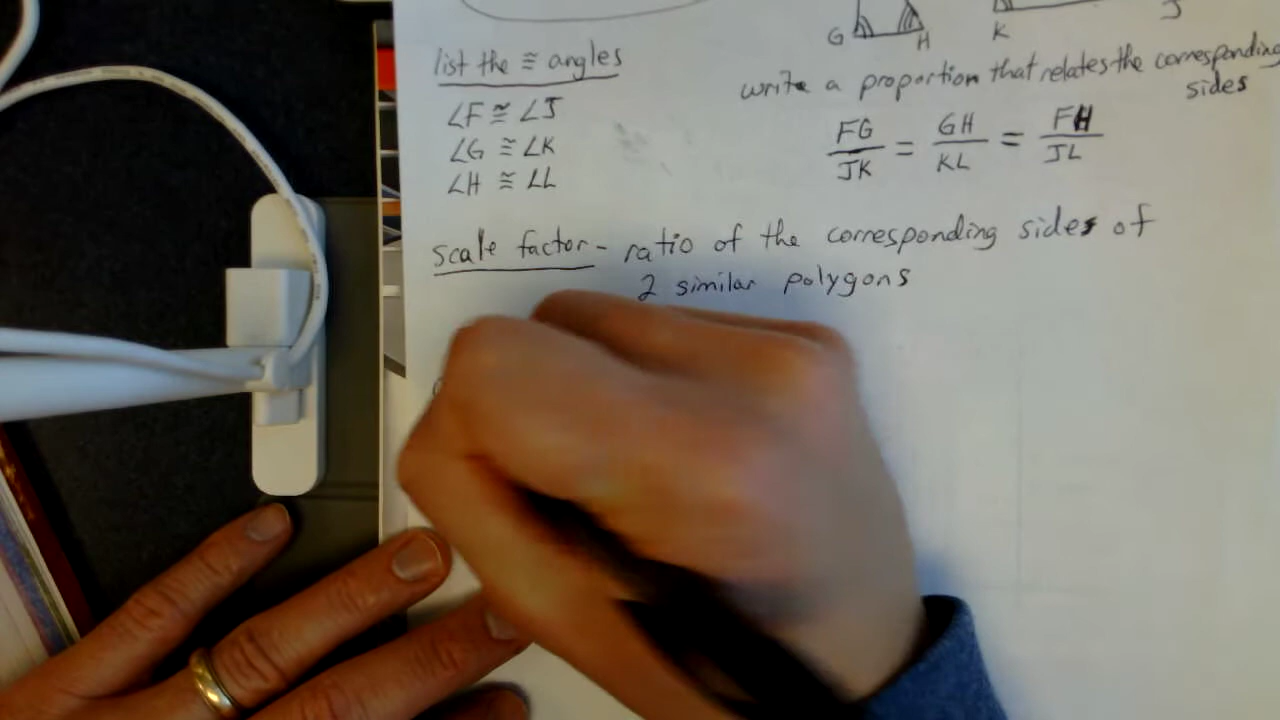 G H K J
list the ≅ angles
write a proportion that relates the corresponding
sides
∠F ≅ ∠J
∠G ≅ ∠K
∠H ≅ ∠L
FG/JK = GH/KL = FH/JL
scale factor - ratio of the corresponding sides of
2 similar polygons